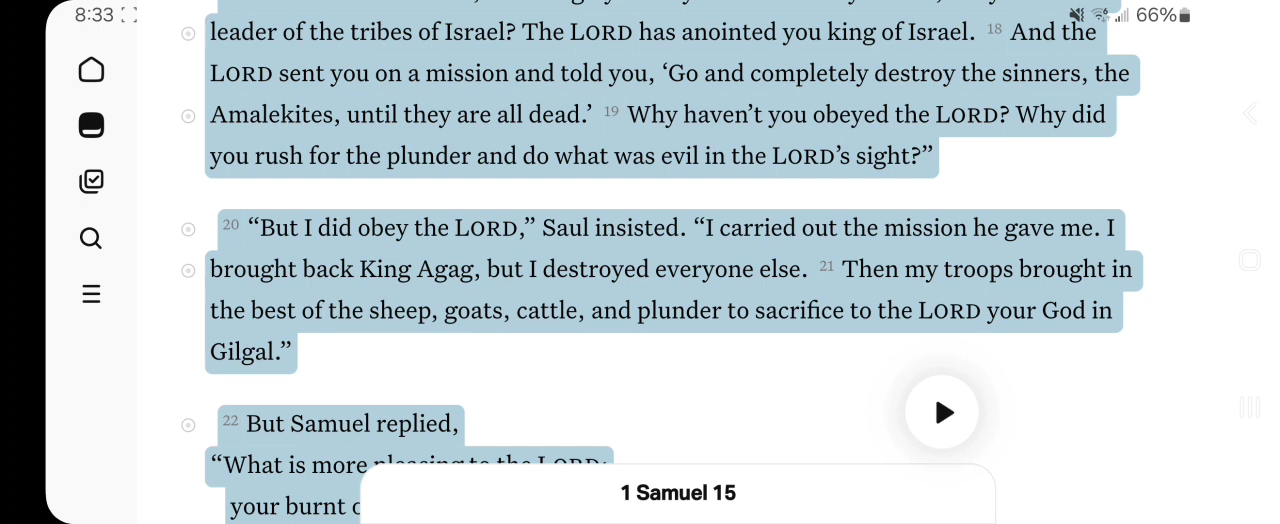 8:33
66%
leader of the tribes of Israel? The LORD has anointed you king of Israel. 18 And the
LORD sent you on a mission and told you, ‘Go and completely destroy the sinners, the
Amalekites, until they are all dead.’ 19 Why haven’t you obeyed the LORD? Why did
you rush for the plunder and do what was evil in the LORD’s sight?”
20 “But I did obey the LORD,” Saul insisted. “I carried out the mission he gave me. I
brought back King Agag, but I destroyed everyone else. 21 Then my troops brought in
the best of the sheep, goats, cattle, and plunder to sacrifice to the LORD your God in
Gilgal.”
22 But Samuel replied,
“What is more pleasing to the LORD:
your burnt
1 Samuel 15